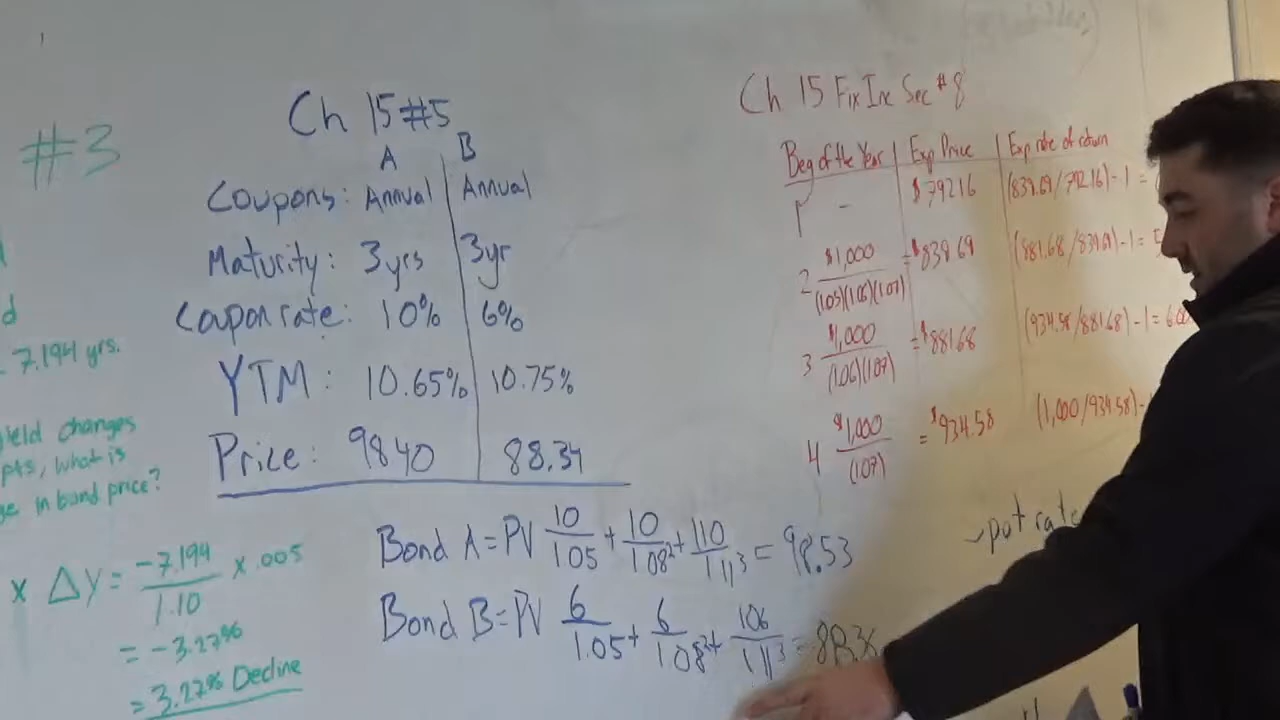 #3
d
7.194 yrs.
ield changes
pts, what is
ge in bond price?
x Δy = -7.194 / 1.10 x .005
= -3.27%
= 3.27% Decline
Ch 15 #5
A B
Coupons: Annual Annual
Maturity: 3yrs 3yr
Coupon rate: 10% 6%
YTM: 10.65% 10.75%
Price: 98.40 88.34
Bond A = PV 10/1.05 + 10/1.08² + 110/1.11³ = 98.53
Bond B = PV 6/1.05 + 6/1.08² + 106/1.11³ = 88.36
Ch 15 Fix Inc Sec #8
Beg of the Year Exp Price Exp rate of return
1 - $792.16 (839.69/792.16)-1 =
2 $1,000/(1.05)(1.06)(1.07) = $839.69 (881.68/839.69)-1 = 5
3 $1,000/(1.06)(1.07) = $881.68 (934.58/881.68)-1 = 6.00
4 $1,000/(1.07) = $934.58 (1,000/934.58)-